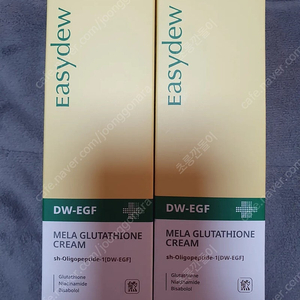 Easydew
DW-EGF
MELA GLUTATHIONE
CREAM
sh-Oligopeptide-1[DW-EGF]
Glutathione
Niacinamide
Bisabolol
Easydew
DW-EGF
MELA GLUTATHIONE
CREAM
sh-Oligopeptide-1[DW-EGF]
Glutathione
Niacinamide
Bisabolol